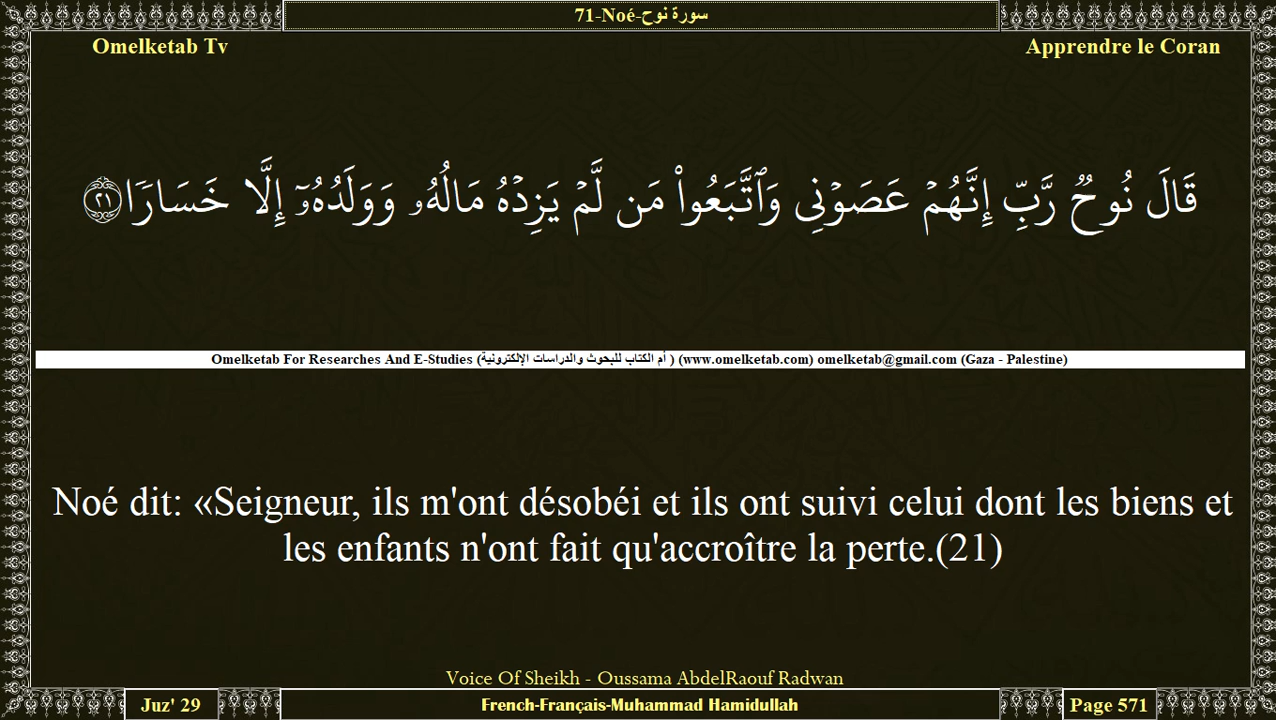 71-Noé-سورة نوح
Omelketab Tv
Apprendre le Coran
قَالَ نُوحٌ رَّبِّ إِنَّهُمۡ عَصَوۡنِى وَٱتَّبَعُواْ مَن لَّمۡ يَزِدۡهُ مَالُهُۥ وَوَلَدُهُۥٓ إِلَّا خَسَارًا ٢١
Omelketab For Researches And E-Studies (أم الكتاب للبحوث والدراسات الإلكترونية ) (www.omelketab.com) omelketab@gmail.com (Gaza - Palestine)
Noé dit: «Seigneur, ils m'ont désobéi et ils ont suivi celui dont les biens et
les enfants n'ont fait qu'accroître la perte.(21)
Voice Of Sheikh - Oussama AbdelRaouf Radwan
Juz' 29
French-Français-Muhammad Hamidullah
Page 571